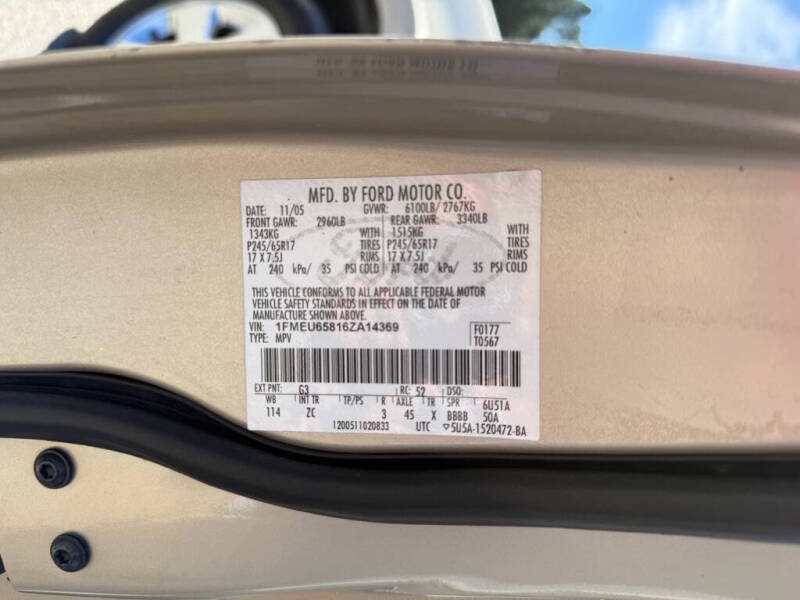 MFD. BY FORD MOTOR CO.
DATE: 11/05 GVWR: 6100LB/ 2767KG
FRONT GAWR: 2960LB REAR GAWR: 3340LB
1343KG WITH 1515KG WITH
P245/65R17 TIRES P245/65R17 TIRES
17 X 7.5J RIMS 17 X 7.5J RIMS
AT 240 kPa/ 35 PSI COLD AT 240 kPa/ 35 PSI COLD
THIS VEHICLE CONFORMS TO ALL APPLICABLE FEDERAL MOTOR
VEHICLE SAFETY STANDARDS IN EFFECT ON THE DATE OF
MANUFACTURE SHOWN ABOVE.
VIN: 1FMEU65816ZA14369 F0177
TYPE: MPV T0567
EXT PNT: G3 RC: 52 DSO:
WB INT TR TP/PS R AXLE TR SPR 6U51A
114 ZC 3 45 X BBBB 50A
1200511020833 UTC ▽5U5A-1520472-BA